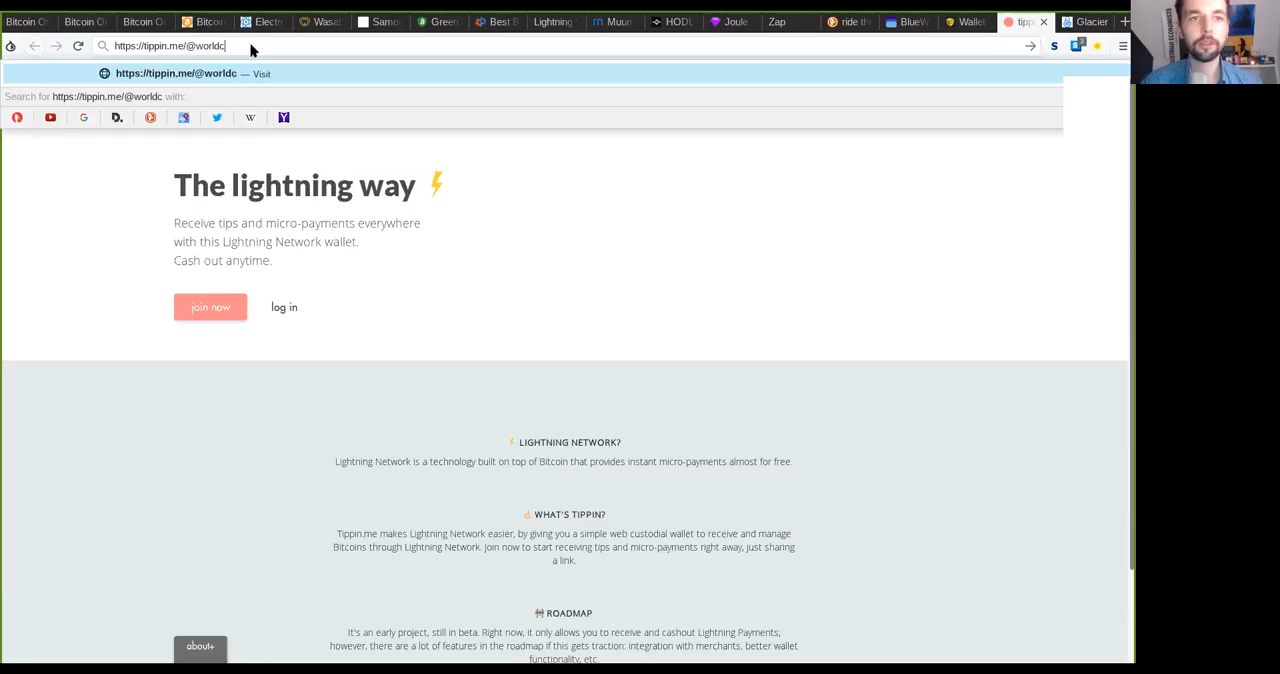 Bitcoin O Bitcoin Or Bitcoin Or Bitcoin Electr Wasab Samo Green Best B Lightning Muun HODL Joule Zap ride th BlueW Wallet tipp Glacier
https://tippin.me/@worldc
S 3
https://tippin.me/@worldc — Visit
Search for https://tippin.me/@worldc with:
G D. W Y
The lightning way
Receive tips and micro-payments everywhere
with this Lightning Network wallet.
Cash out anytime.
join now log in
LIGHTNING NETWORK?
Lightning Network is a technology built on top of Bitcoin that provides instant micro-payments almost for free.
WHAT'S TIPPIN?
Tippin.me makes Lightning Network easier, by giving you a simple web custodial wallet to receive and manage
Bitcoins through Lightning Network. Join now to start receiving tips and micro-payments right away, just sharing
a link.
ROADMAP
It's an early project, still in beta. Right now, it only allows you to receive and cashout Lightning Payments;
however, there are a lot of features in the roadmap if this gets traction: integration with merchants, better wallet
functionality, etc.
about+